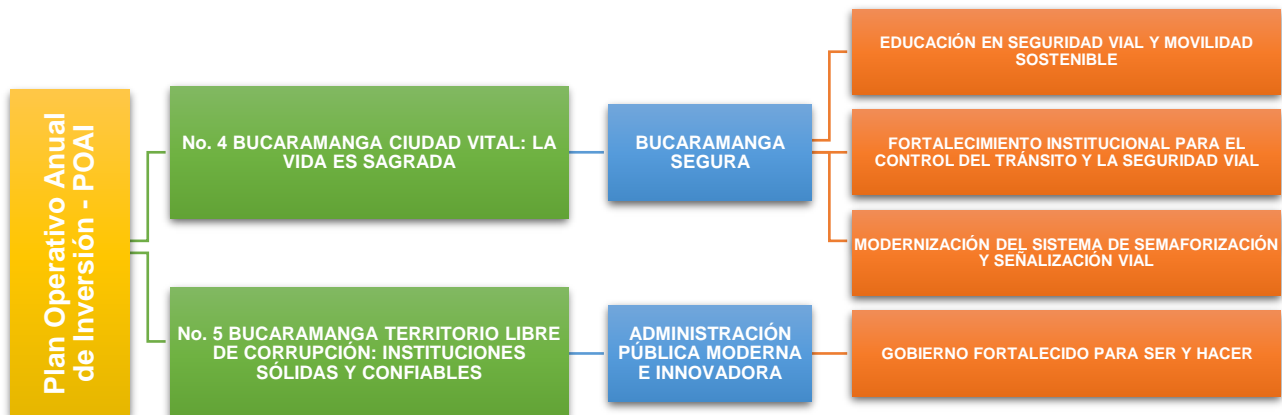 Plan Operativo Anual
de Inversión - POAI
No. 4 BUCARAMANGA CIUDAD VITAL: LA
VIDA ES SAGRADA
BUCARAMANGA
SEGURA
EDUCACIÓN EN SEGURIDAD VIAL Y MOVILIDAD
SOSTENIBLE
FORTALECIMIENTO INSTITUCIONAL PARA EL
CONTROL DEL TRÁNSITO Y LA SEGURIDAD VIAL
MODERNIZACIÓN DEL SISTEMA DE SEMAFORIZACIÓN
Y SEÑALIZACIÓN VIAL
No. 5 BUCARAMANGA TERRITORIO LIBRE
DE CORRUPCIÓN: INSTITUCIONES
SÓLIDAS Y CONFIABLES
ADMINISTRACIÓN
PÚBLICA MODERNA
E INNOVADORA
GOBIERNO FORTALECIDO PARA SER Y HACER